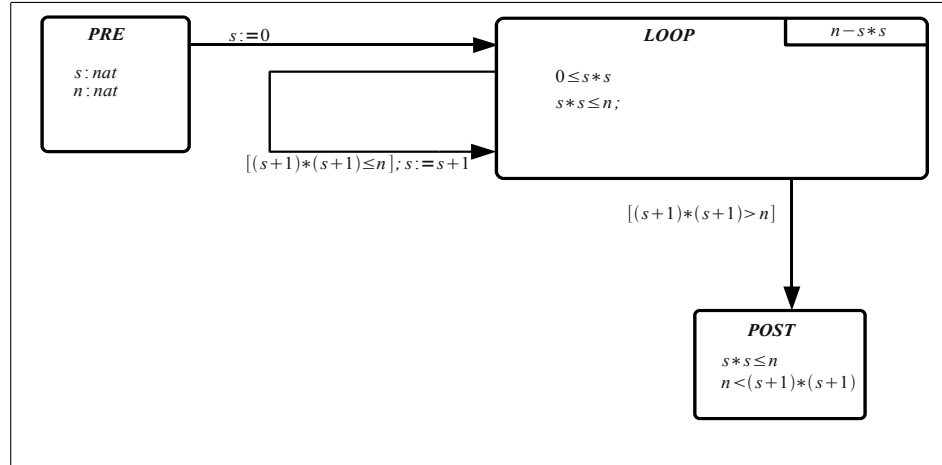 PRE
s:nat
n:nat
s:=0
LOOP
n−s∗s
0≤s∗s
s∗s≤n;
[(s+1)∗(s+1)≤n];s:=s+1
[(s+1)∗(s+1)>n]
POST
s∗s≤n
n<(s+1)∗(s+1)